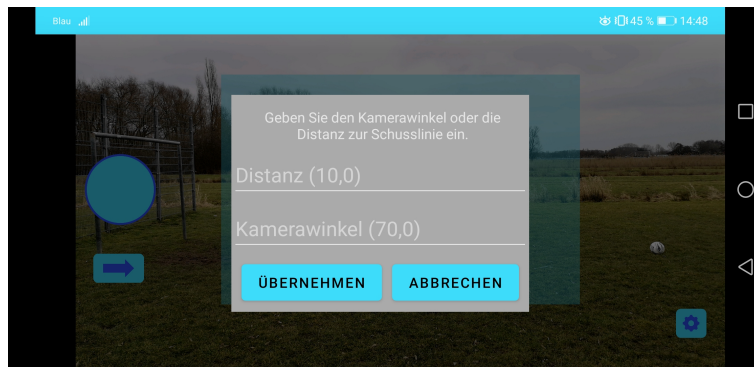 Blau 45 % 14:48
Geben Sie den Kamerawinkel oder die
Distanz zur Schusslinie ein.
Distanz (10,0)
Kamerawinkel (70,0)
ÜBERNEHMEN ABBRECHEN